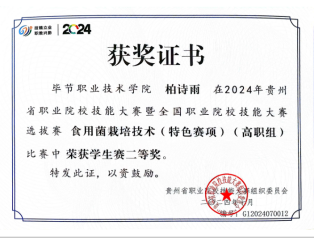 2024
获奖证书
毕节职业技术学院 柏诗雨 在2024年贵州
省职业院校技能大赛暨全国职业院校技能大赛
选拔赛 食用菌栽培技术（特色赛项）（高职组）
比赛中 荣获学生赛二等奖。
特发此证，以资鼓励。
贵州省职业院校技能大赛组织委员会
编号：G12024070012